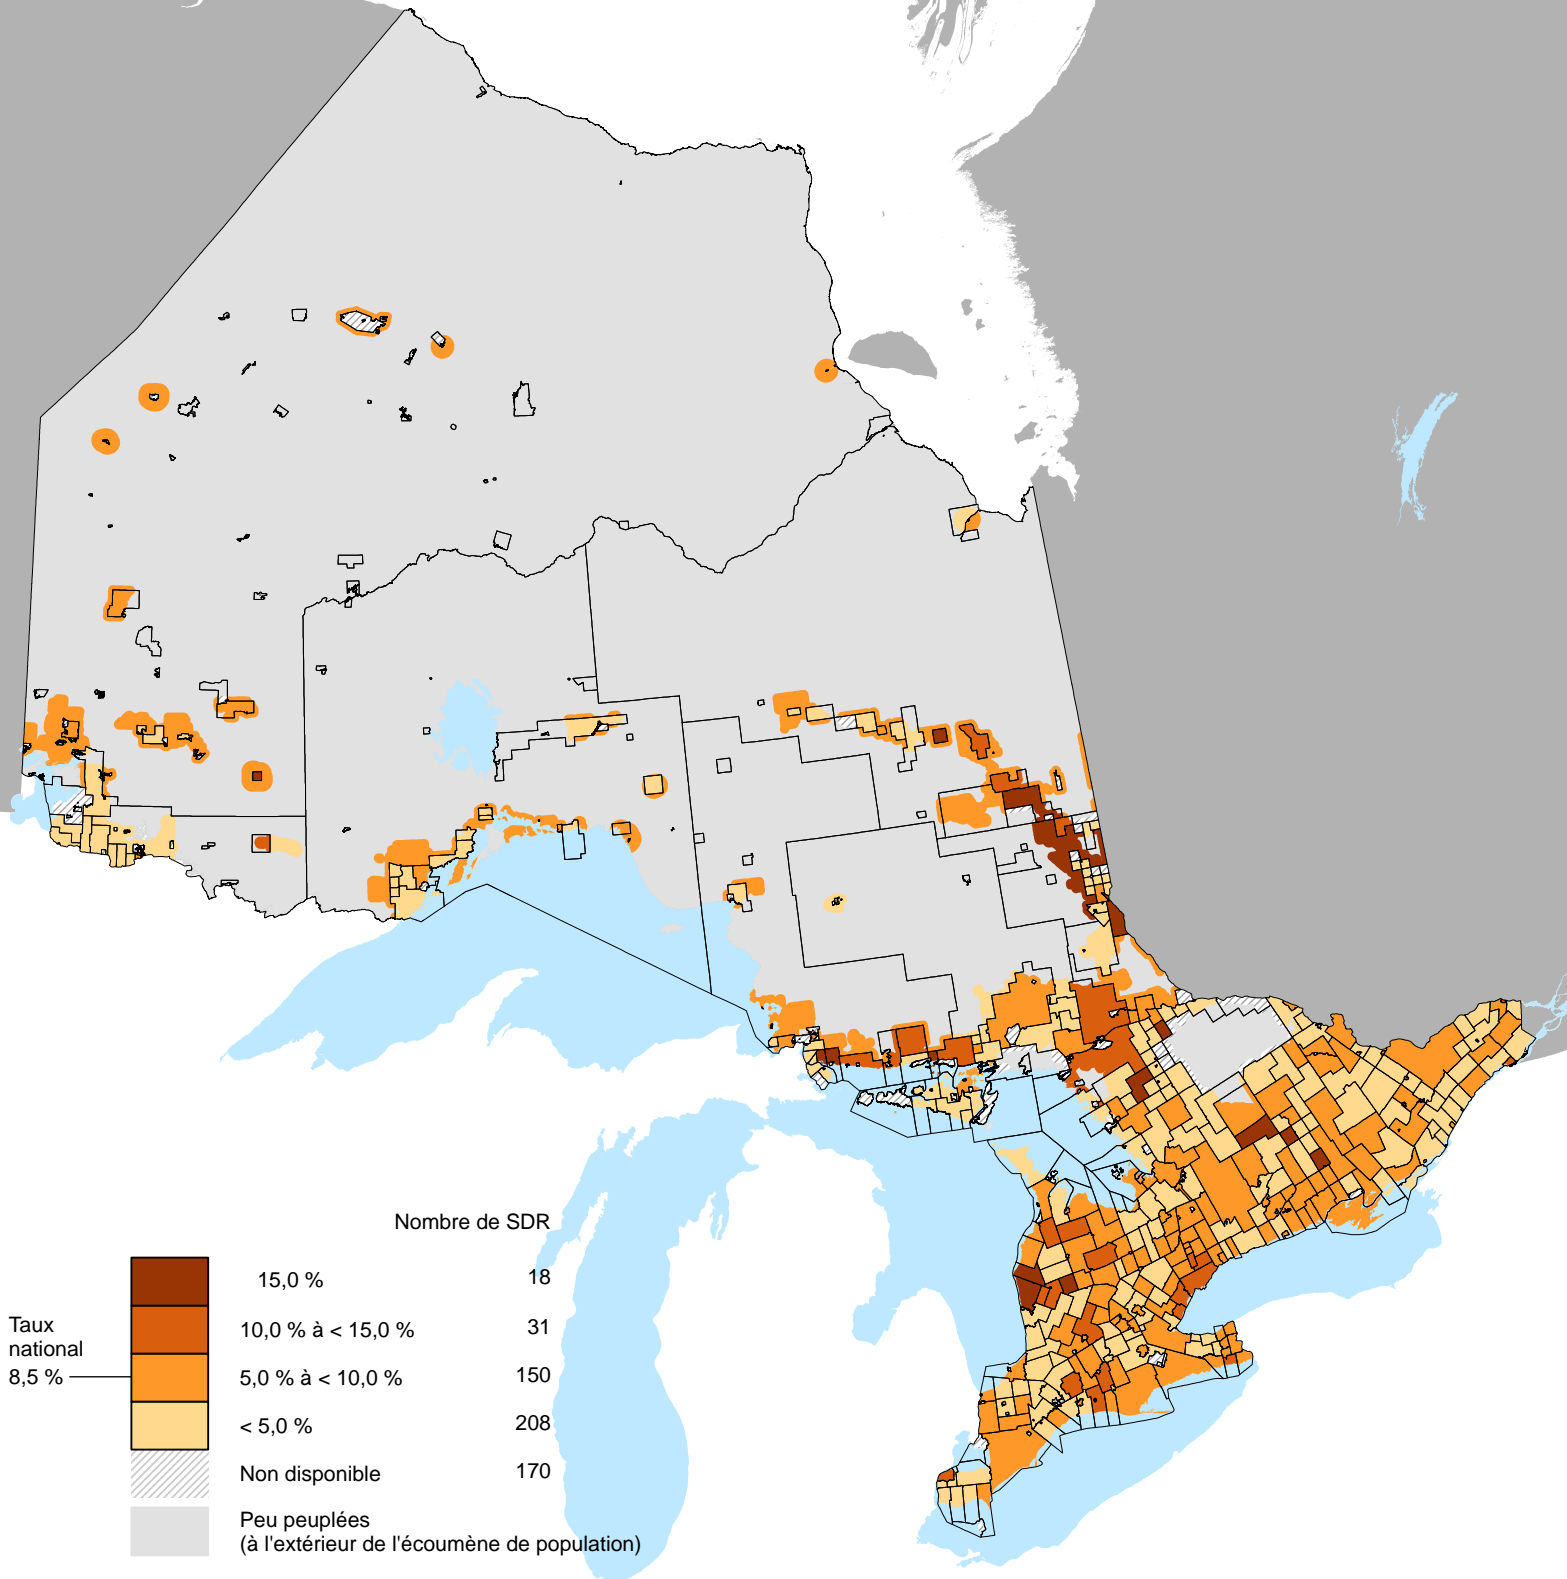 Nombre de SDR
15,0 % 18
10,0 % à < 15,0 % 31
Taux
national
8,5 %
5,0 % à < 10,0 % 150
< 5,0 % 208
Non disponible 170
Peu peuplées
(à l'extérieur de l'écoumène de population)